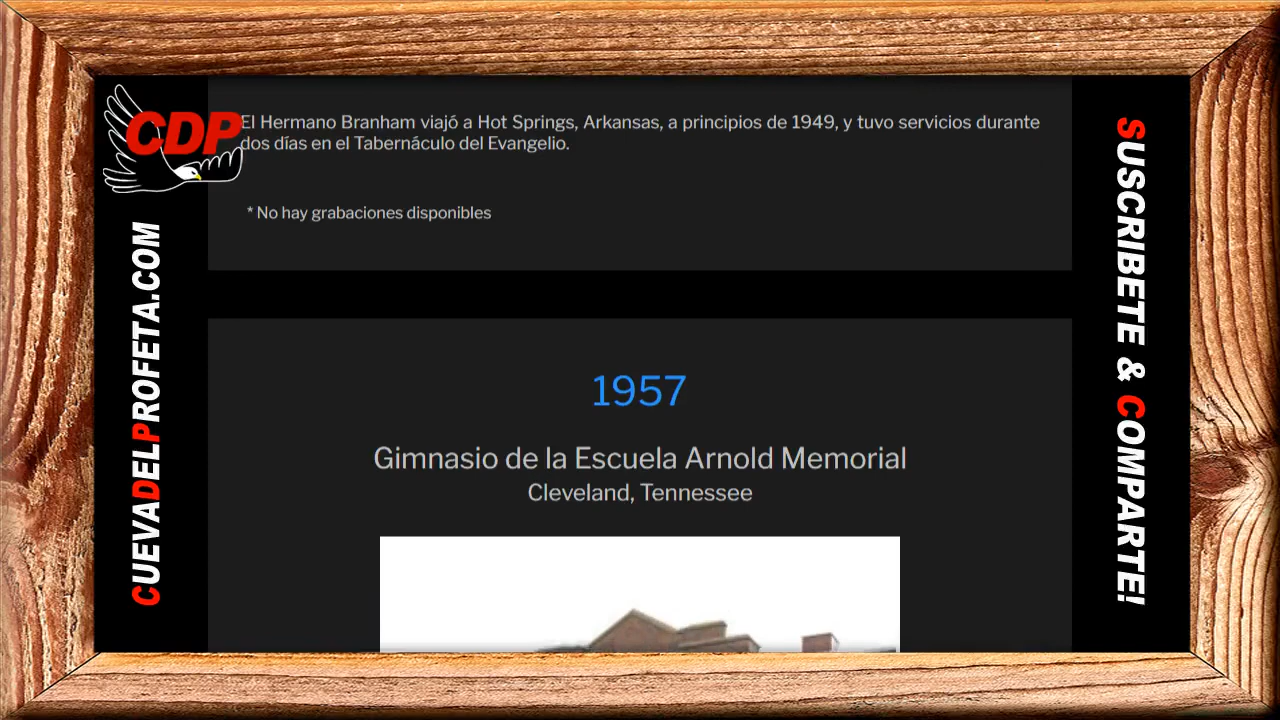 CDP
CUEVADELPROFETA.COM
El Hermano Branham viajó a Hot Springs, Arkansas, a principios de 1949, y tuvo servicios durante
dos días en el Tabernáculo del Evangelio.
* No hay grabaciones disponibles
1957
Gimnasio de la Escuela Arnold Memorial
Cleveland, Tennessee
SUSCRIBETE & COMPARTE!